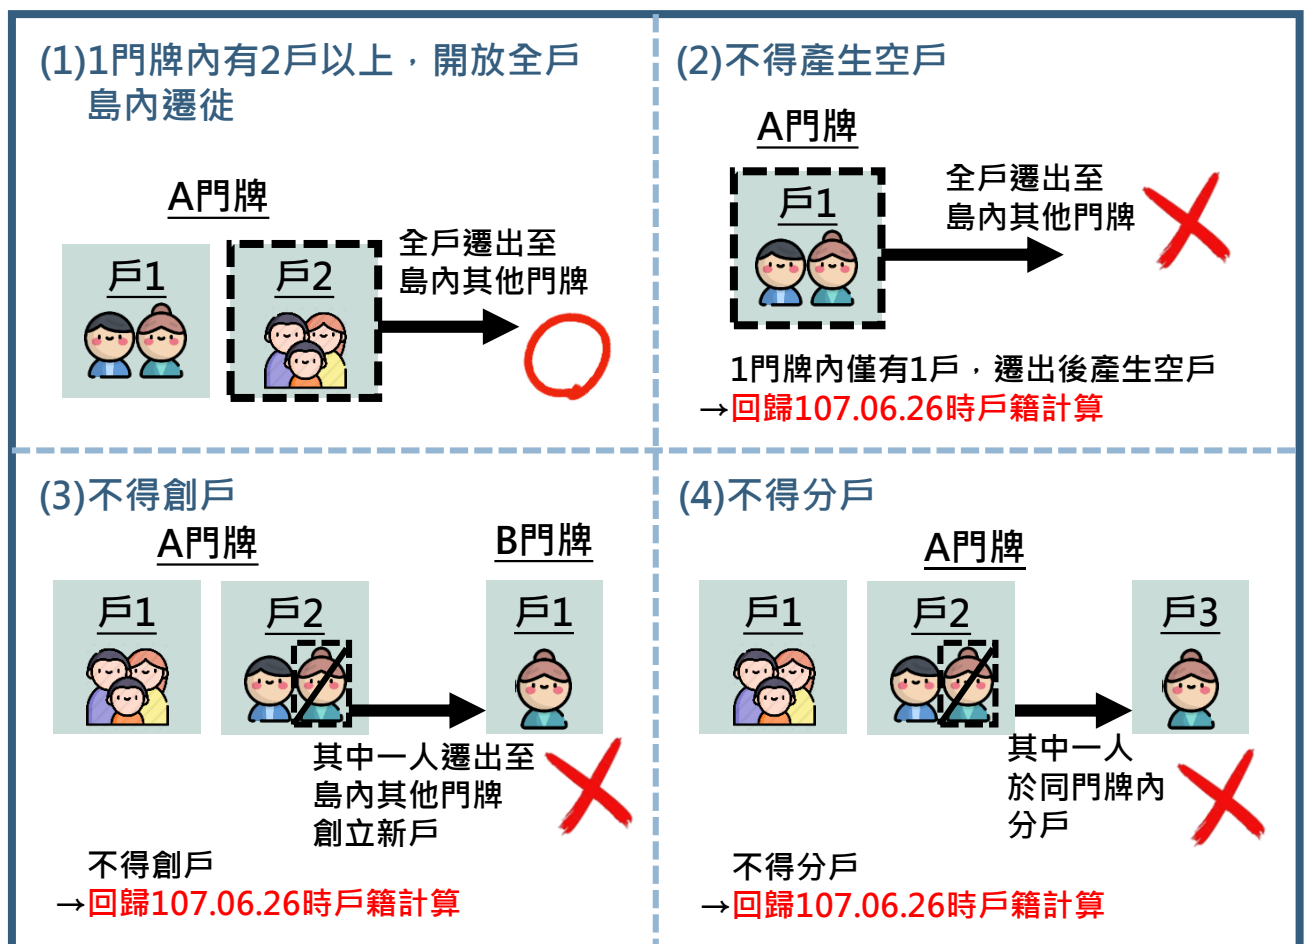 (1)1門牌內有2戶以上，開放全戶
島內遷徙
A門牌
戶1
戶2
全戶遷出至
島內其他門牌
(2)不得產生空戶
A門牌
戶1
全戶遷出至
島內其他門牌
1門牌內僅有1戶，遷出後產生空戶
→回歸107.06.26時戶籍計算
(3)不得創戶
A門牌
B門牌
戶1
戶2
戶1
其中一人遷出至
島內其他門牌
創立新戶
不得創戶
→回歸107.06.26時戶籍計算
(4)不得分戶
A門牌
戶1
戶2
戶3
其中一人
於同門牌內
分戶
不得分戶
→回歸107.06.26時戶籍計算